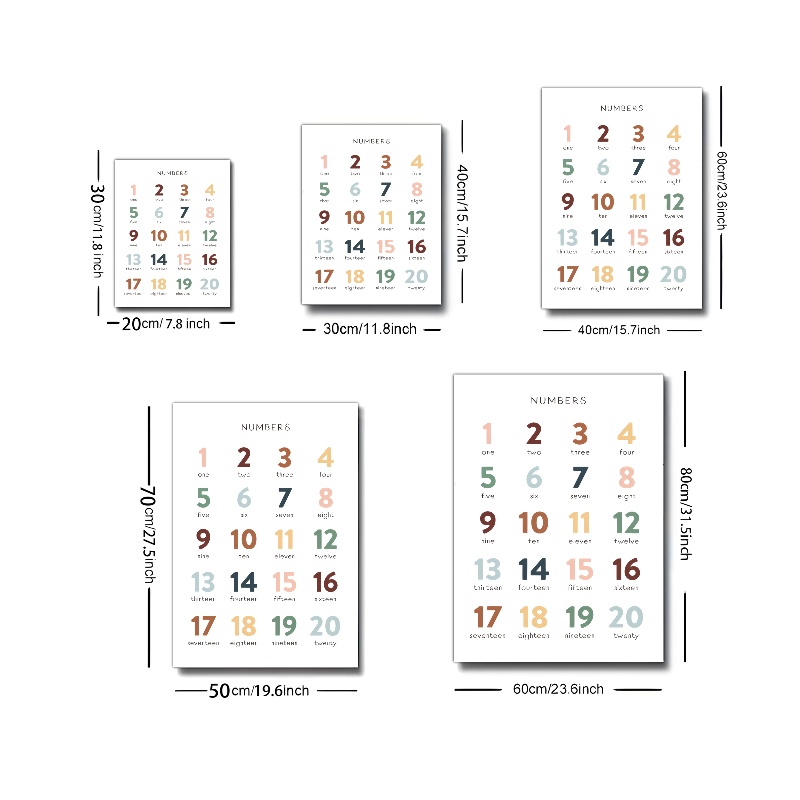 NUMBERS
1 2 3 4
one two three four
5 6 7 8
five six seven eight
9 10 11 12
nine ten eleven twelve
13 14 15 16
thirteen fourteen fifteen sixteen
17 18 19 20
seventeen eighteen nineteen twenty
30cm/11.8 inch
20cm/7.8 inch
NUMBERS
1 2 3 4
one two three four
5 6 7 8
five six seven eight
9 10 11 12
nine ten eleven twelve
13 14 15 16
thirteen fourteen fifteen sixteen
17 18 19 20
seventeen eighteen nineteen twenty
40cm/15.7inch
30cm/11.8inch
NUMBERS
1 2 3 4
one two three four
5 6 7 8
five six seven eight
9 10 11 12
nine ten eleven twelve
13 14 15 16
thirteen fourteen fifteen sixteen
17 18 19 20
seventeen eighteen nineteen twenty
60cm/23.6inch
40cm/15.7inch
NUMBERS
1 2 3 4
one two three four
5 6 7 8
five six seven eight
9 10 11 12
nine ten eleven twelve
13 14 15 16
thirteen fourteen fifteen sixteen
17 18 19 20
seventeen eighteen nineteen twenty
70cm/27.5inch
50cm/19.6inch
NUMBERS
1 2 3 4
one two three four
5 6 7 8
five six seven eight
9 10 11 12
nine ten eleven twelve
13 14 15 16
thirteen fourteen fifteen sixteen
17 18 19 20
seventeen eighteen nineteen twenty
80cm/31.5inch
60cm/23.6inch